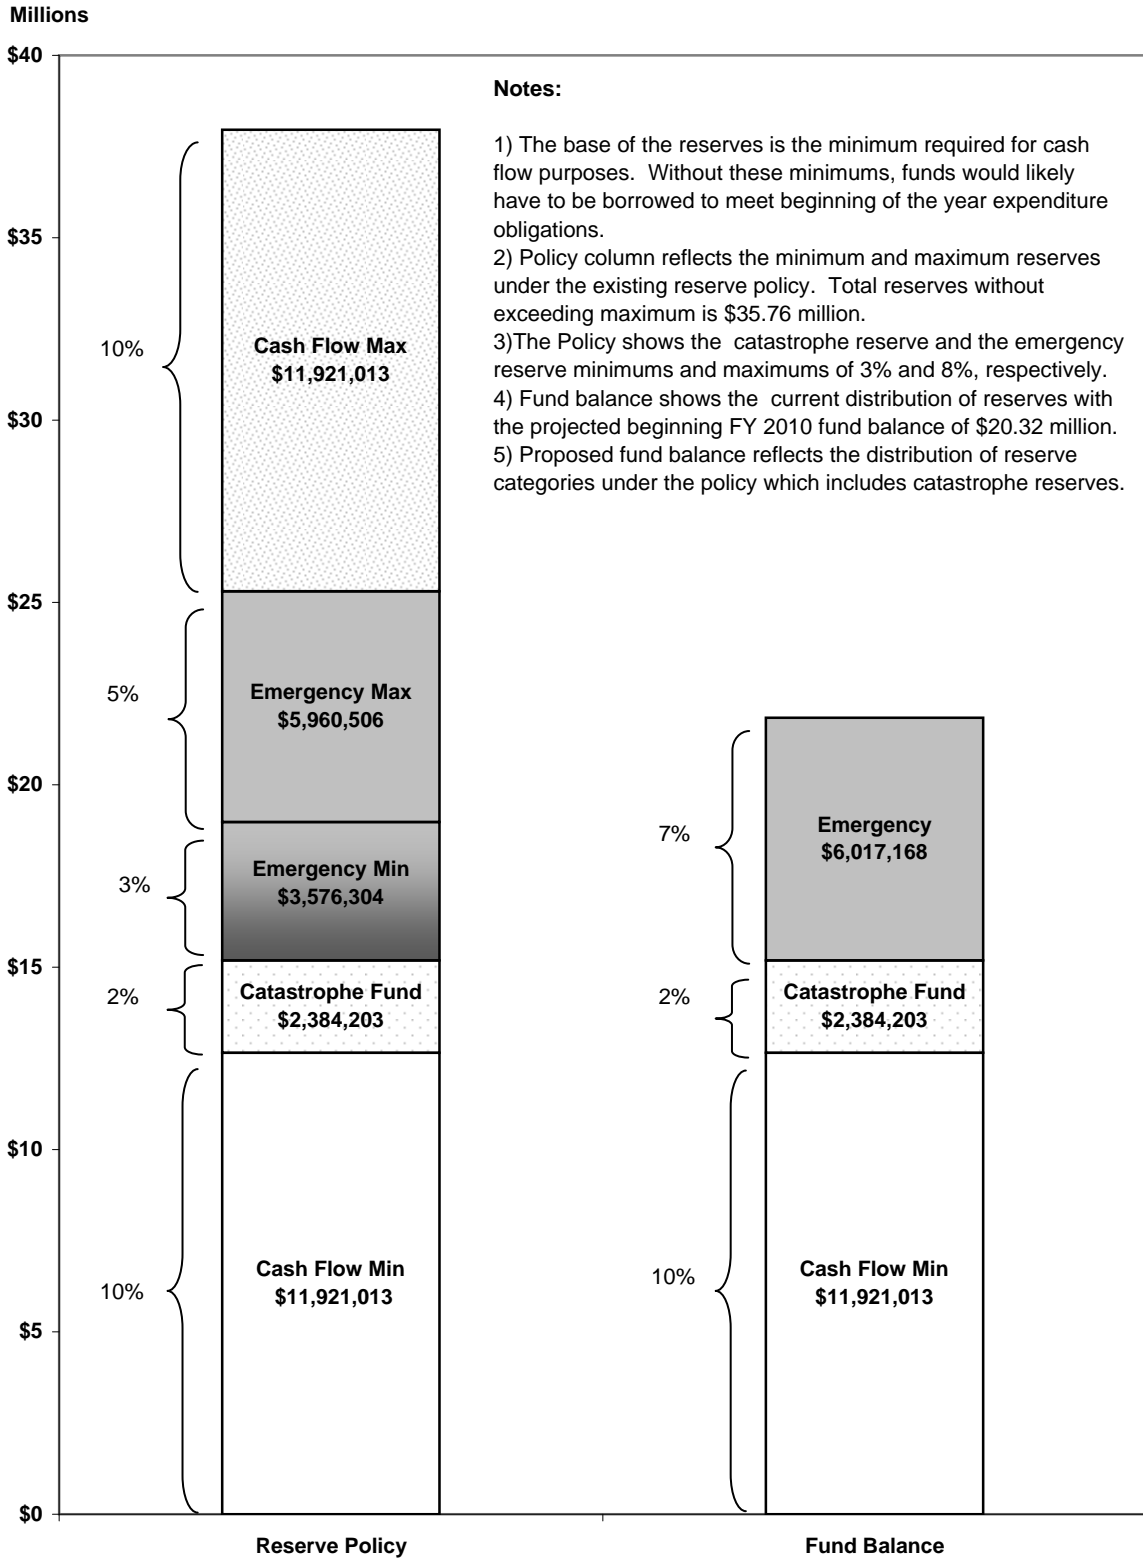 Millions
$40
Notes:
1) The base of the reserves is the minimum required for cash
flow purposes.  Without these minimums, funds would likely
have to be borrowed to meet beginning of the year expenditure
obligations.
2) Policy column reflects the minimum and maximum reserves
under the existing reserve policy.  Total reserves without
exceeding maximum is $35.76 million.
3)The Policy shows the  catastrophe reserve and the emergency
reserve minimums and maximums of 3% and 8%, respectively.
4) Fund balance shows the  current distribution of reserves with
the projected beginning FY 2010 fund balance of $20.32 million.
5) Proposed fund balance reflects the distribution of reserve
categories under the policy which includes catastrophe reserves.
$35
10%
Cash Flow Max
$11,921,013
$30
$25
5%
Emergency Max
$5,960,506
$20
3%
Emergency Min
$3,576,304
7%
Emergency
$6,017,168
$15
2%
Catastrophe Fund
$2,384,203
2%
Catastrophe Fund
$2,384,203
$10
10%
Cash Flow Min
$11,921,013
10%
Cash Flow Min
$11,921,013
$5
$0
Reserve Policy
Fund Balance